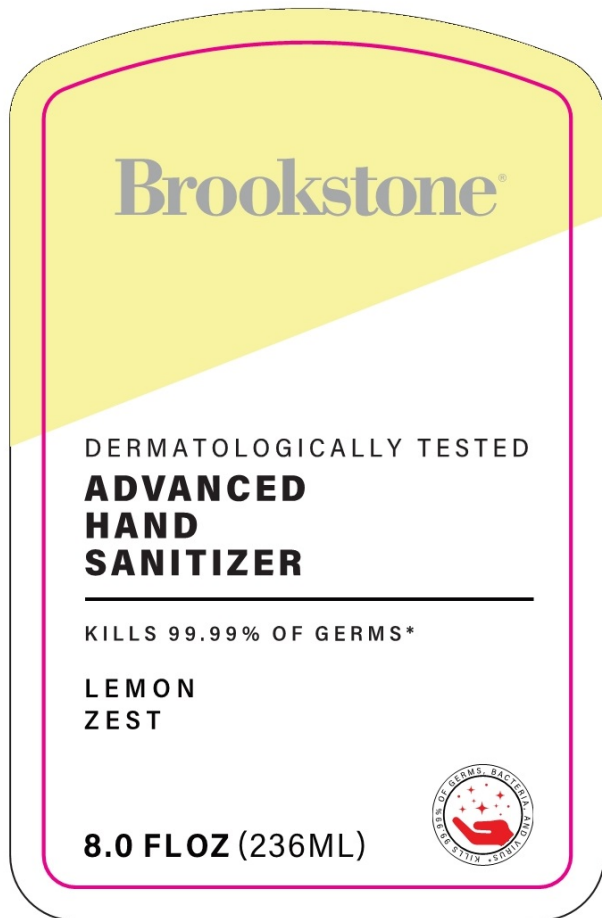 Brookstone®
DERMATOLOGICALLY TESTED
ADVANCED
HAND
SANITIZER
KILLS 99.99% OF GERMS*
LEMON
ZEST
8.0 FLOZ (236ML)
KILLS 99.99% OF GERMS, BACTERIA, AND VIRUS*